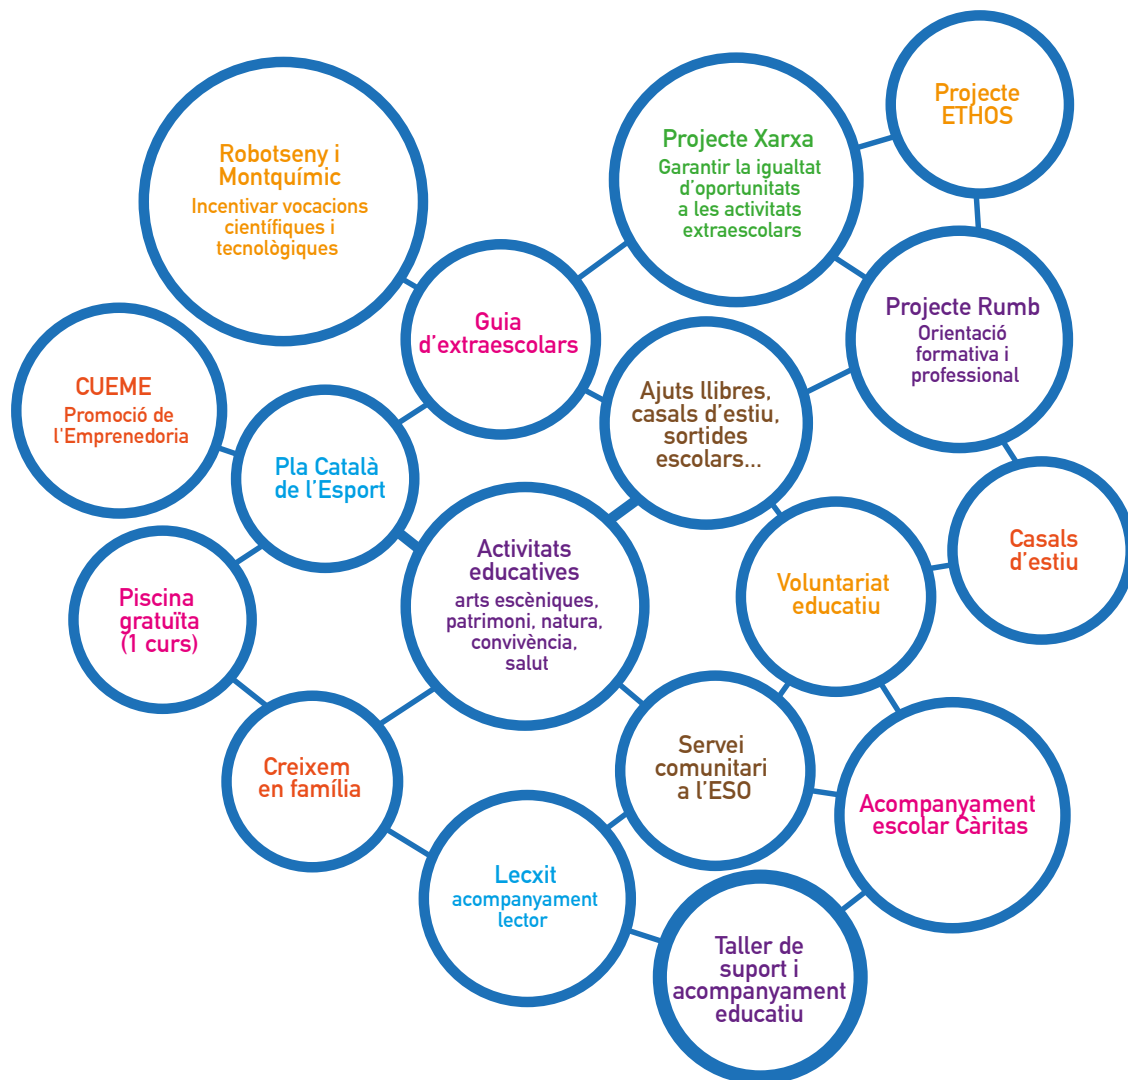 Projecte
ETHOS
Projecte Xarxa
Garantir la igualtat
d’oportunitats
a les activitats
extraescolars
Robotseny i
Montquímic
Incentivar vocacions
científiques i
tecnològiques
Projecte Rumb
Orientació
formativa i
professional
Guia
d’extraescolars
CUEME
Promoció de
l'Emprenedoria
Ajuts llibres,
casals d’estiu,
sortides
escolars...
Pla Català
de l’Esport
Activitats
educatives
arts escèniques,
patrimoni, natura,
convivència,
salut
Casals
d’estiu
Voluntariat
educatiu
Piscina
gratuïta
(1 curs)
Servei
comunitari
a l’ESO
Creixem
en família
Acompanyament
escolar Càritas
Lecxit
acompanyament
lector
Taller de
suport i
acompanyament
educatiu